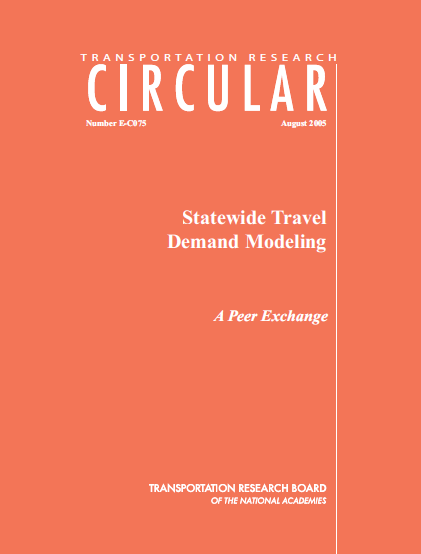 TRANSPORTATION RESEARCH
CIRCULAR
Number E-C075 August 2005
Statewide Travel
Demand Modeling
A Peer Exchange
TRANSPORTATION RESEARCH BOARD
OF THE NATIONAL ACADEMIES